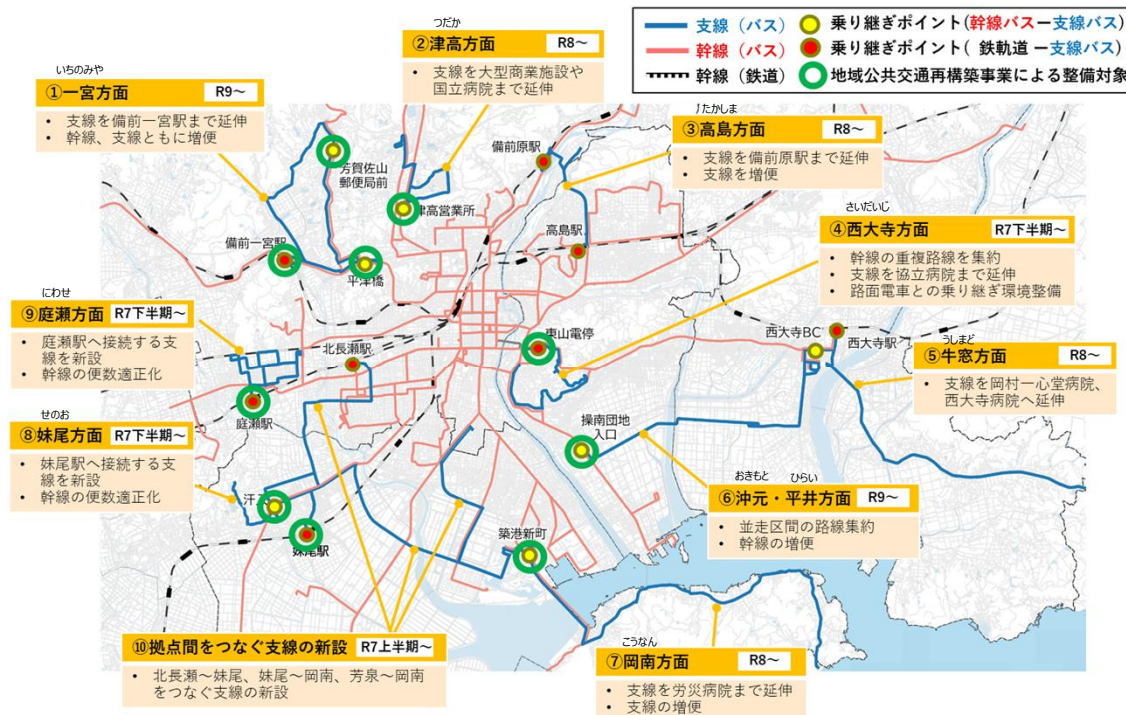 支線（バス）
幹線（バス）
幹線（鉄道）
乗り継ぎポイント(幹線バスー支線バス)
乗り継ぎポイント( 鉄軌道 ー支線バス)
地域公共交通再構築事業による整備対象
つだか
②津高方面 R8～
• 支線を大型商業施設や
国立病院まで延伸
いちのみや
①一宮方面 R9～
• 支線を備前一宮駅まで延伸
• 幹線、支線ともに増便
たかしま
③高島方面 R8～
• 支線を備前原駅まで延伸
• 支線を増便
さいだいじ
④西大寺方面 R7下半期～
• 幹線の重複路線を集約
• 支線を協立病院まで延伸
• 路面電車との乗り継ぎ環境整備
うしまど
⑤牛窓方面 R8～
• 支線を岡村一心堂病院、
西大寺病院へ延伸
おきもと ひらい
⑥沖元・平井方面 R9～
• 並走区間の路線集約
• 幹線の増便
こうなん
⑦岡南方面 R8～
• 支線を労災病院まで延伸
• 支線の増便
にわせ
⑨庭瀬方面 R7下半期～
• 庭瀬駅へ接続する支
線を新設
• 幹線の便数適正化
せのお
⑧妹尾方面 R7下半期～
• 妹尾駅へ接続する支
線を新設
• 幹線の便数適正化
⑩拠点間をつなぐ支線の新設 R7上半期～
• 北長瀬～妹尾、妹尾～岡南、芳泉～岡南
をつなぐ支線の新設
備前原駅
芳賀佐山
郵便局前
津高営業所
高島駅
備前一宮駅
平津橋
北長瀬駅
東山電停
西大寺BC
西大寺駅
庭瀬駅
操南団地
入口
汗入
妹尾駅
築港新町